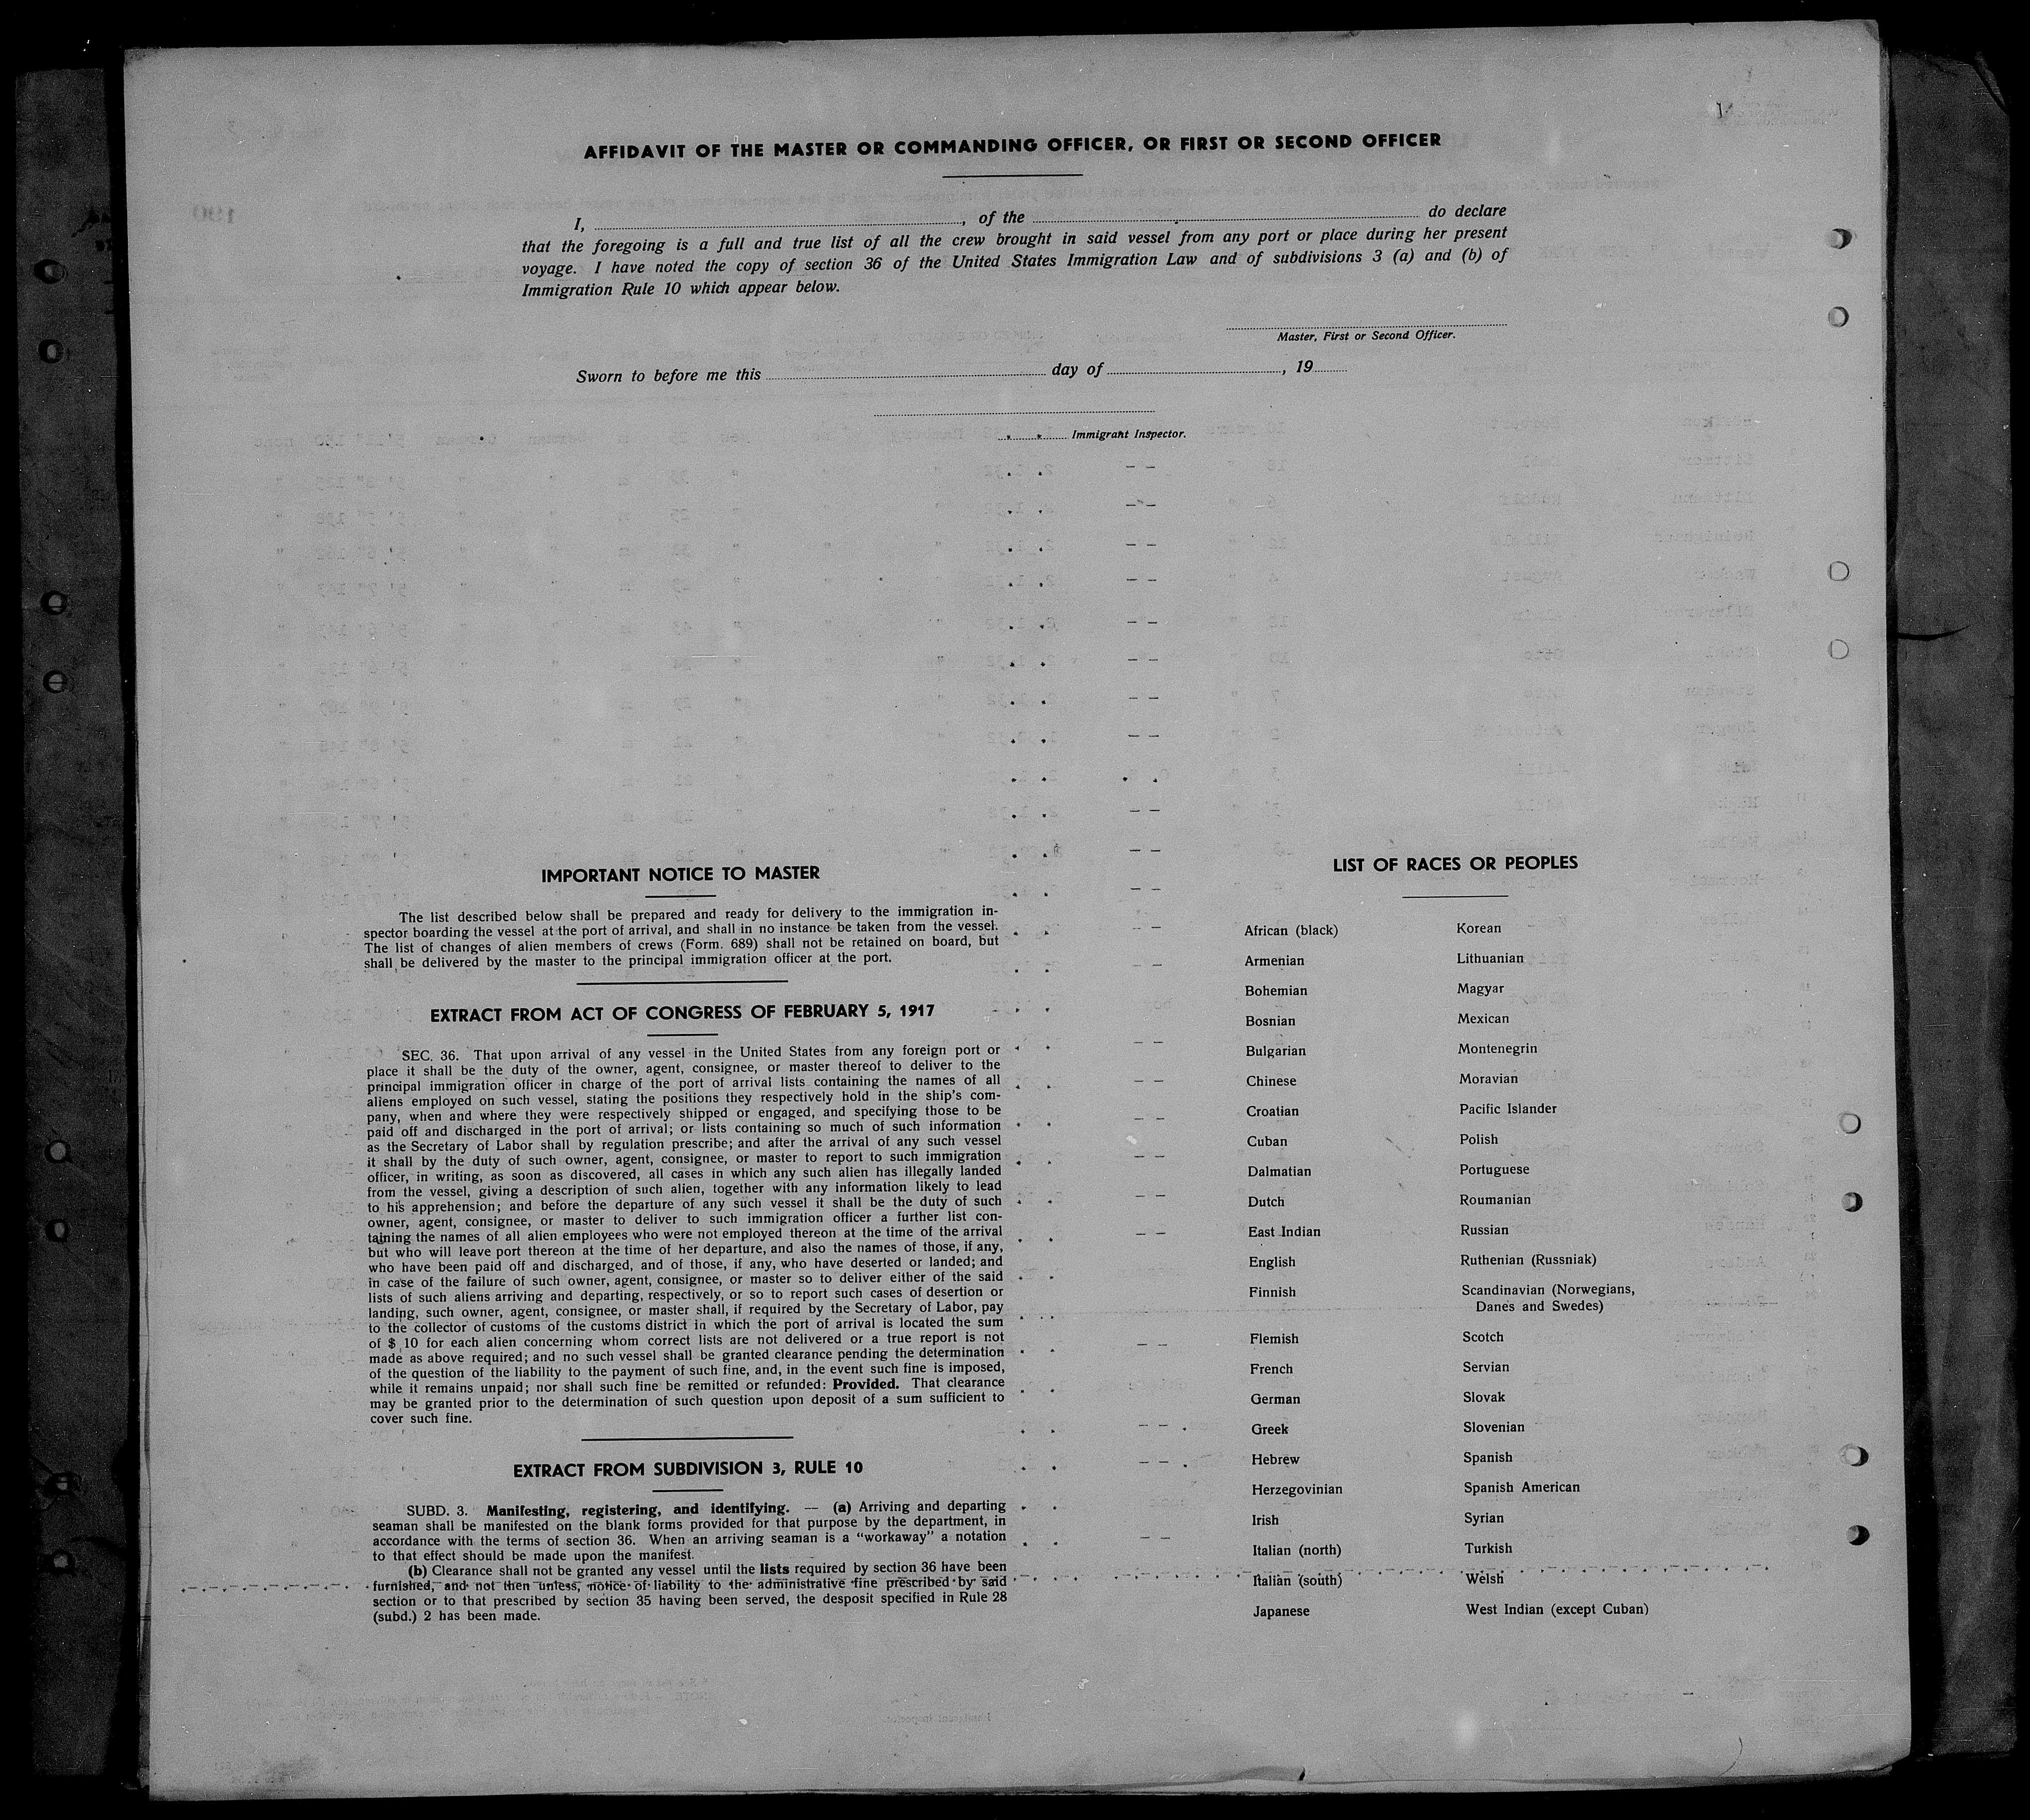 AFFIDAVIT OF THE MASTER OR COMMANDING OFFICER, OR FIRST OR SECOND OFFICER
I, , of the do declare
that the foregoing is a full and true list of all the crew brought in said vessel from any port or place during her present
voyage. I have noted the copy of section 36 of the United States Immigration Law and of subdivisions 3 (a) and (b) of
Immigration Rule 10 which appear below.
Master, First or Second Officer.
Sworn to before me this day of , 19
Immigrant Inspector.
IMPORTANT NOTICE TO MASTER
The list described below shall be prepared and ready for delivery to the immigration in-
spector boarding the vessel at the port of arrival, and shall in no instance be taken from the vessel.
The list of changes of alien members of crews (Form. 689) shall not be retained on board, but
shall be delivered by the master to the principal immigration officer at the port.
EXTRACT FROM ACT OF CONGRESS OF FEBRUARY 5, 1917
SEC. 36. That upon arrival of any vessel in the United States from any foreign port or
place it shall be the duty of the owner, agent, consignee, or master thereof to deliver to the
principal immigration officer in charge of the port of arrival lists containing the names of all
aliens employed on such vessel, stating the positions they respectively hold in the ship's com-
pany, when and where they were respectively shipped or engaged, and specifying those to be
paid off and discharged in the port of arrival; or lists containing so much of such information
as the Secretary of Labor shall by regulation prescribe; and after the arrival of any such vessel
it shall by the duty of such owner, agent, consignee, or master to report to such immigration
officer, in writing, as soon as discovered, all cases in which any such alien has illegally landed
from the vessel, giving a description of such alien, together with any information likely to lead
to his apprehension; and before the departure of any such vessel it shall be the duty of such
owner, agent, consignee, or master to deliver to such immigration officer a further list con-
taining the names of all alien employees who were not employed thereon at the time of the arrival
but who will leave port thereon at the time of her departure, and also the names of those, if any,
who have been paid off and discharged, and of those, if any, who have deserted or landed; and
in case of the failure of such owner, agent, consignee, or master so to deliver either of the said
lists of such aliens arriving and departing, respectively, or so to report such cases of desertion or
landing, such owner, agent, consignee, or master shall, if required by the Secretary of Labor, pay
to the collector of customs of the customs district in which the port of arrival is located the sum
of $ 10 for each alien concerning whom correct lists are not delivered or a true report is not
made as above required; and no such vessel shall be granted clearance pending the determination
of the question of the liability to the payment of such fine, and, in the event such fine is imposed,
while it remains unpaid; nor shall such fine be remitted or refunded: Provided. That clearance
may be granted prior to the determination of such question upon deposit of a sum sufficient to
cover such fine.
EXTRACT FROM SUBDIVISION 3, RULE 10
SUBD. 3. Manifesting, registering, and identifying. — (a) Arriving and departing
seaman shall be manifested on the blank forms provided for that purpose by the department, in
accordance with the terms of section 36. When an arriving seaman is a "workaway" a notation
to that effect should be made upon the manifest.
(b) Clearance shall not be granted any vessel until the lists required by section 36 have been
furnished, and not then unless, notice of liability to the administrative fine prescribed by said
section or to that prescribed by section 35 having been served, the desposit specified in Rule 28
(subd.) 2 has been made.
LIST OF RACES OR PEOPLES
African (black)
Armenian
Bohemian
Bosnian
Bulgarian
Chinese
Croatian
Cuban
Dalmatian
Dutch
East Indian
English
Finnish
Flemish
French
German
Greek
Hebrew
Herzegovinian
Irish
Italian (north)
Italian (south)
Japanese
Korean
Lithuanian
Magyar
Mexican
Montenegrin
Moravian
Pacific Islander
Polish
Portuguese
Roumanian
Russian
Ruthenian (Russniak)
Scandinavian (Norwegians,
Danes and Swedes)
Scotch
Servian
Slovak
Slovenian
Spanish
Spanish American
Syrian
Turkish
Welsh
West Indian (except Cuban)